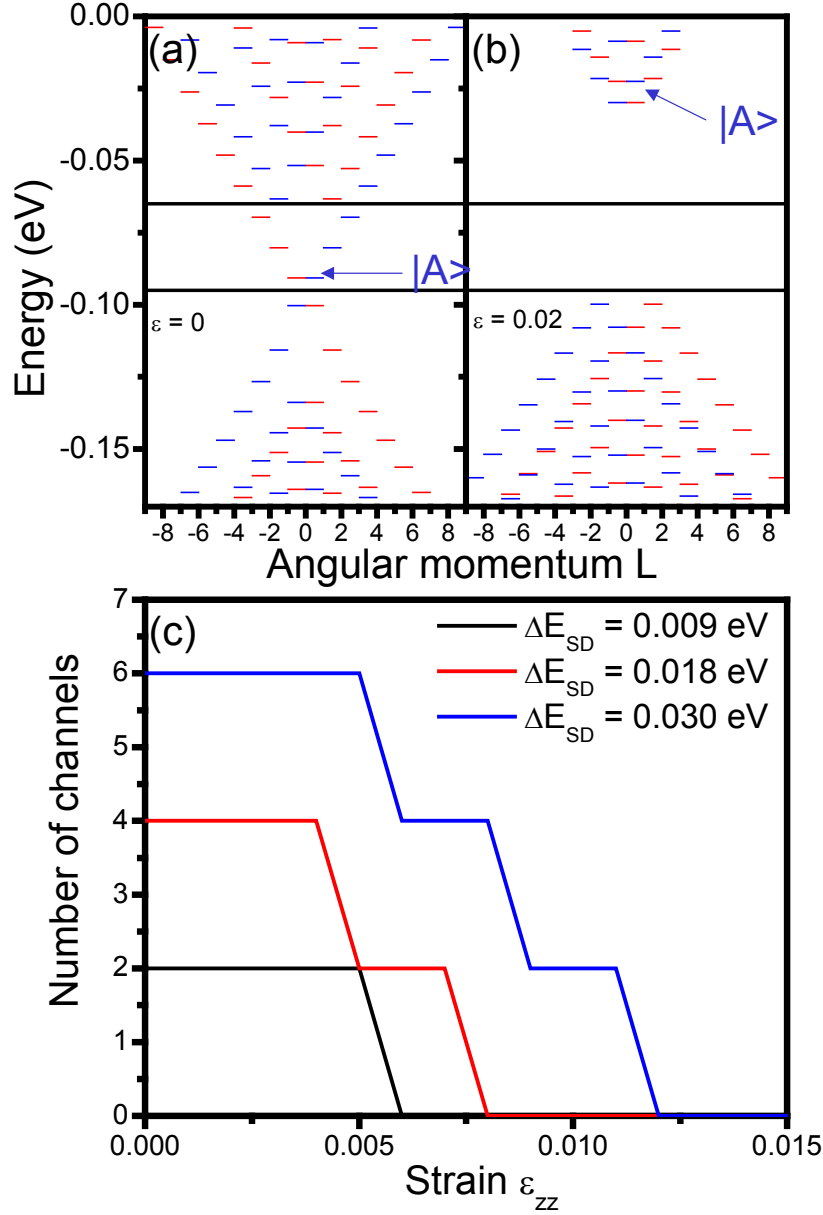 (a)
(b)
0.00
-0.05
-0.10
-0.15
Energy (eV)
|A>
|A>
ε = 0
ε = 0.02
-8 -6 -4 -2 0 2 4 6 8
-8 -6 -4 -2 0 2 4 6 8
Angular momentum L
(c)
7
6
5
4
3
2
1
0
Number of channels
ΔE_SD = 0.009 eV
ΔE_SD = 0.018 eV
ΔE_SD = 0.030 eV
0.000 0.005 0.010 0.015
Strain ε_zz